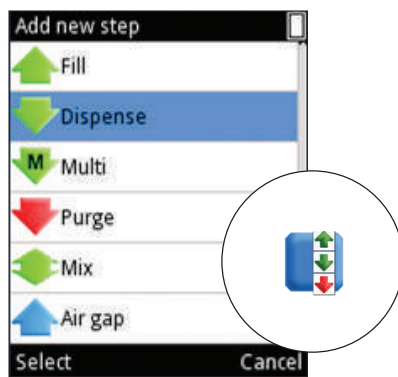 Add new step
Fill
Dispense
M Multi
Purge
Mix
Air gap
Select Cancel